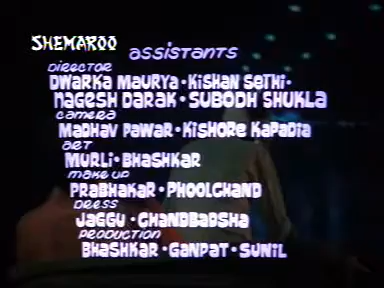 SHEMAROO
assistants
DIRECTOR
DWARKA MAURYA • KISHAN SETHI •
NAGESH DARAK • SUBODH SHUKLA
camera
MADHAV PAWAR • KISHORE KAPADIA
ART
MURLI • BHASHKAR
make up
PRABHAKAR • PHOOLCHAND
DRESS
JAGGU • CHANDBADSHA
PRODUCTION
BHASHKAR • GANPAT • SUNIL